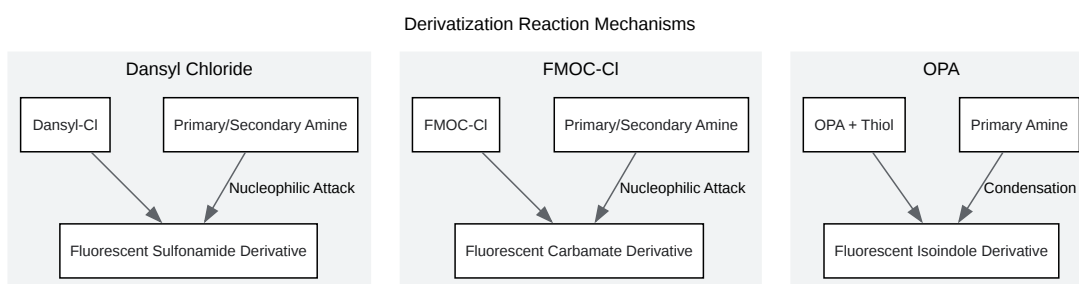 Derivatization Reaction Mechanisms
Dansyl Chloride
Dansyl-Cl
Primary/Secondary Amine
Nucleophilic Attack
Fluorescent Sulfonamide Derivative
FMOC-Cl
FMOC-Cl
Primary/Secondary Amine
Nucleophilic Attack
Fluorescent Carbamate Derivative
OPA
OPA + Thiol
Primary Amine
Condensation
Fluorescent Isoindole Derivative